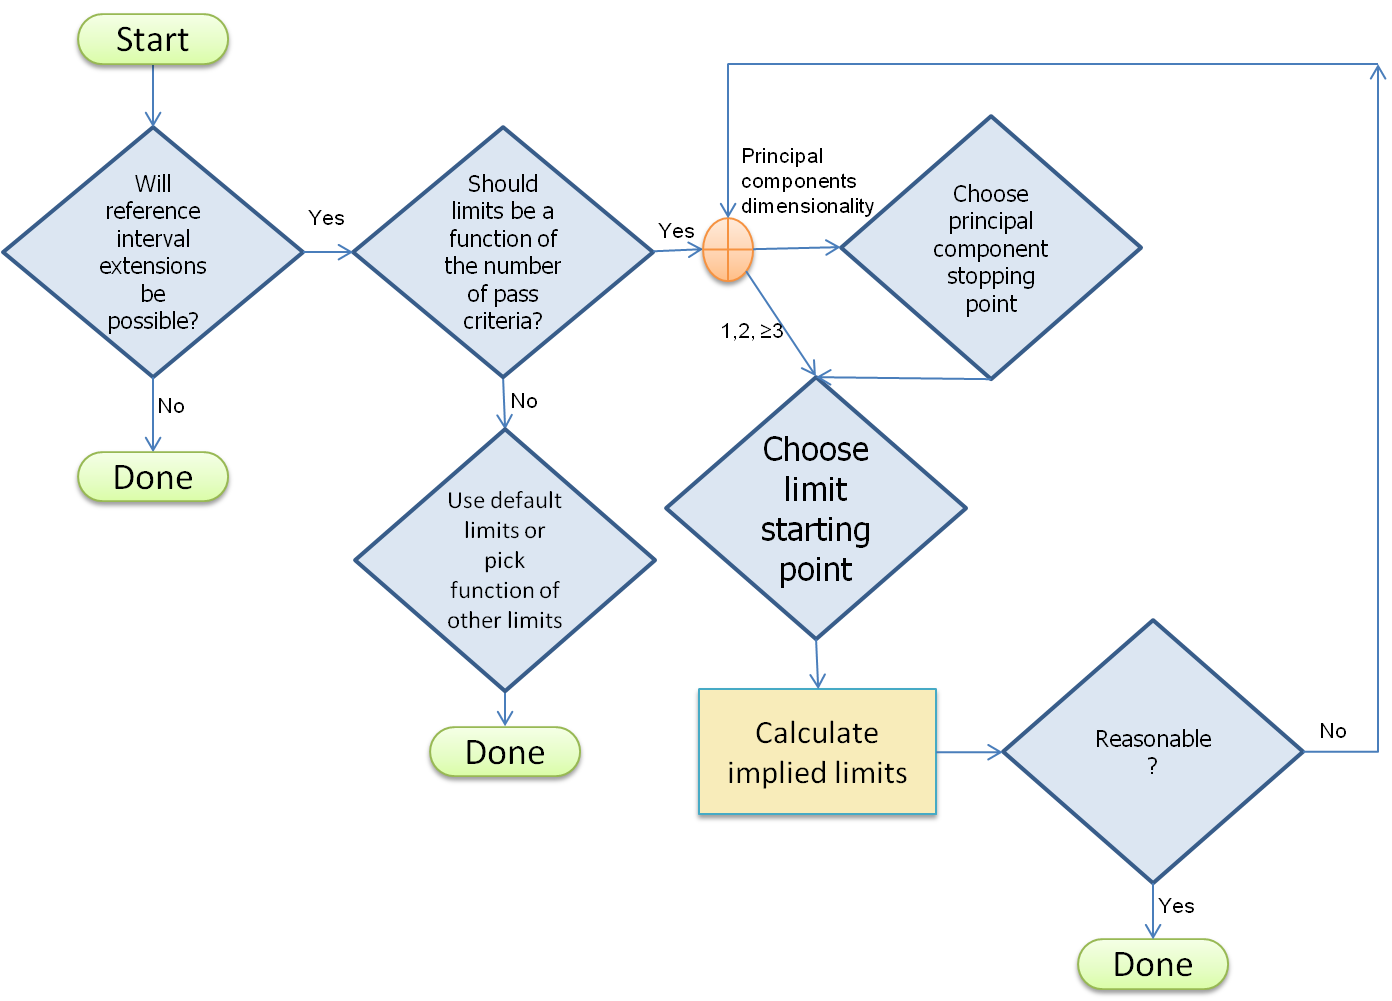 Start
Will
reference
interval
extensions
be
possible?
Yes
No
Done
Should
limits be a
function of
the number
of pass
criteria?
Yes
No
Use default
limits or
pick
function of
other limits
Done
Principal
components
dimensionality
1,2, ≥3
Choose
principal
component
stopping
point
Choose
limit
starting
point
Calculate
implied limits
Reasonable
?
No
Yes
Done